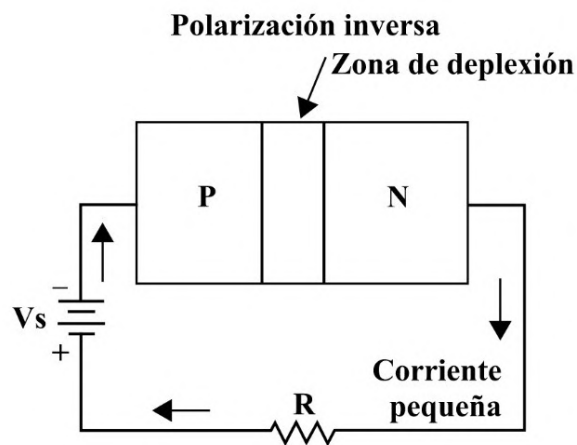 Polarización inversa
Zona de deplexión
P
N
–
Vs
+
R
Corriente
pequeña